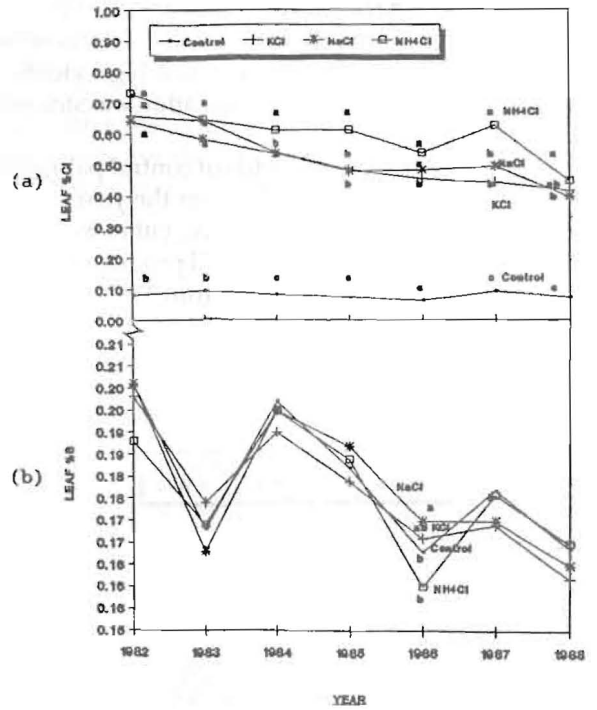 1.00
0.90
0.80
0.70
0.60
0.50
0.40
0.30
0.20
0.10
0.00
LEAF %Cl
(a)
Control KCl NaCl NH4Cl
a a
a a
b b
a a a a a
NH4Cl
b b b
NaCl
a b
b
KCl
b b c c c c c
Control
0.21
0.21
0.20
0.20
0.19
0.19
0.18
0.18
0.17
0.17
0.16
0.16
0.15
LEAF %S
(b)
NaCl
a
ab KCl
Control
b
NH4Cl
b
1982 1983 1984 1985 1986 1987 1988
YEAR